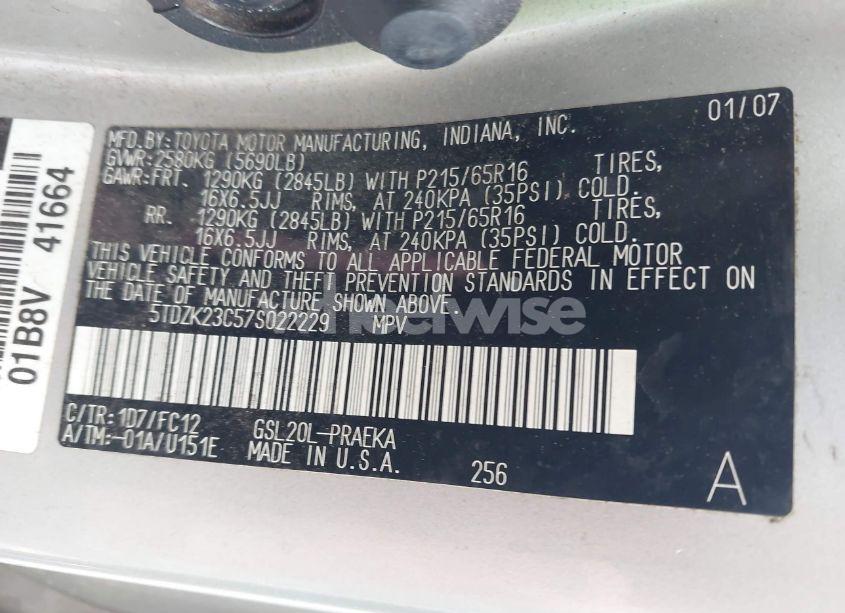 01/07
MFD.BY:TOYOTA MOTOR MANUFACTURING, INDIANA, INC.
GVWR:2580KG (5690LB)
GAWR:FRT. 1290KG (2845LB) WITH P215/65R16 TIRES,
16X6.5JJ RIMS, AT 240KPA (35PSI) COLD.
RR. 1290KG (2845LB) WITH P215/65R16 TIRES,
16X6.5JJ RIMS, AT 240KPA (35PSI) COLD.
THIS VEHICLE CONFORMS TO ALL APPLICABLE FEDERAL MOTOR
VEHICLE SAFETY AND THEFT PREVENTION STANDARDS IN EFFECT ON
THE DATE OF MANUFACTURE SHOWN ABOVE.
5TDZK23C57S022229 MPV
C/TR:1D7/FC12 GSL20L-PRAEKA
A/TM:-01A/U151E MADE IN U.S.A. 256 A
01B8V 41664